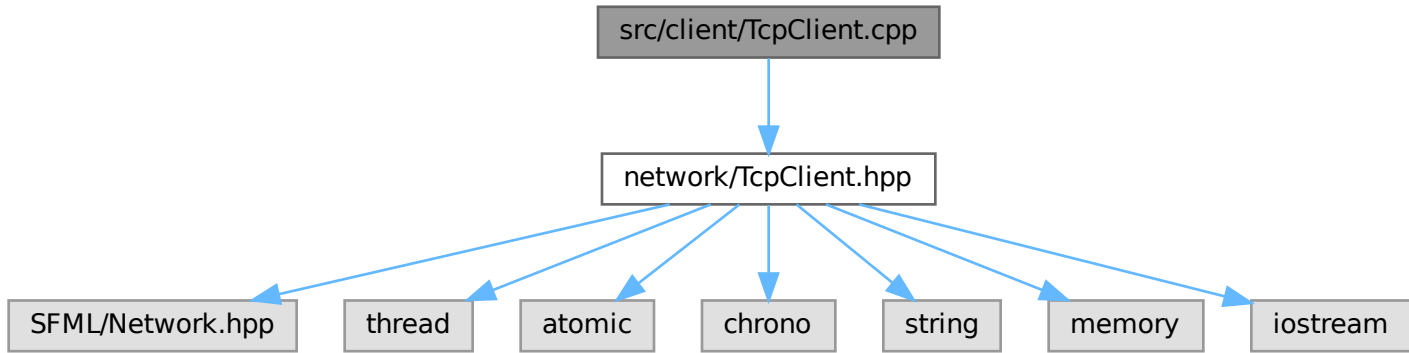 src/client/TcpClient.cpp
network/TcpClient.hpp
SFML/Network.hpp
thread
atomic
chrono
string
memory
iostream